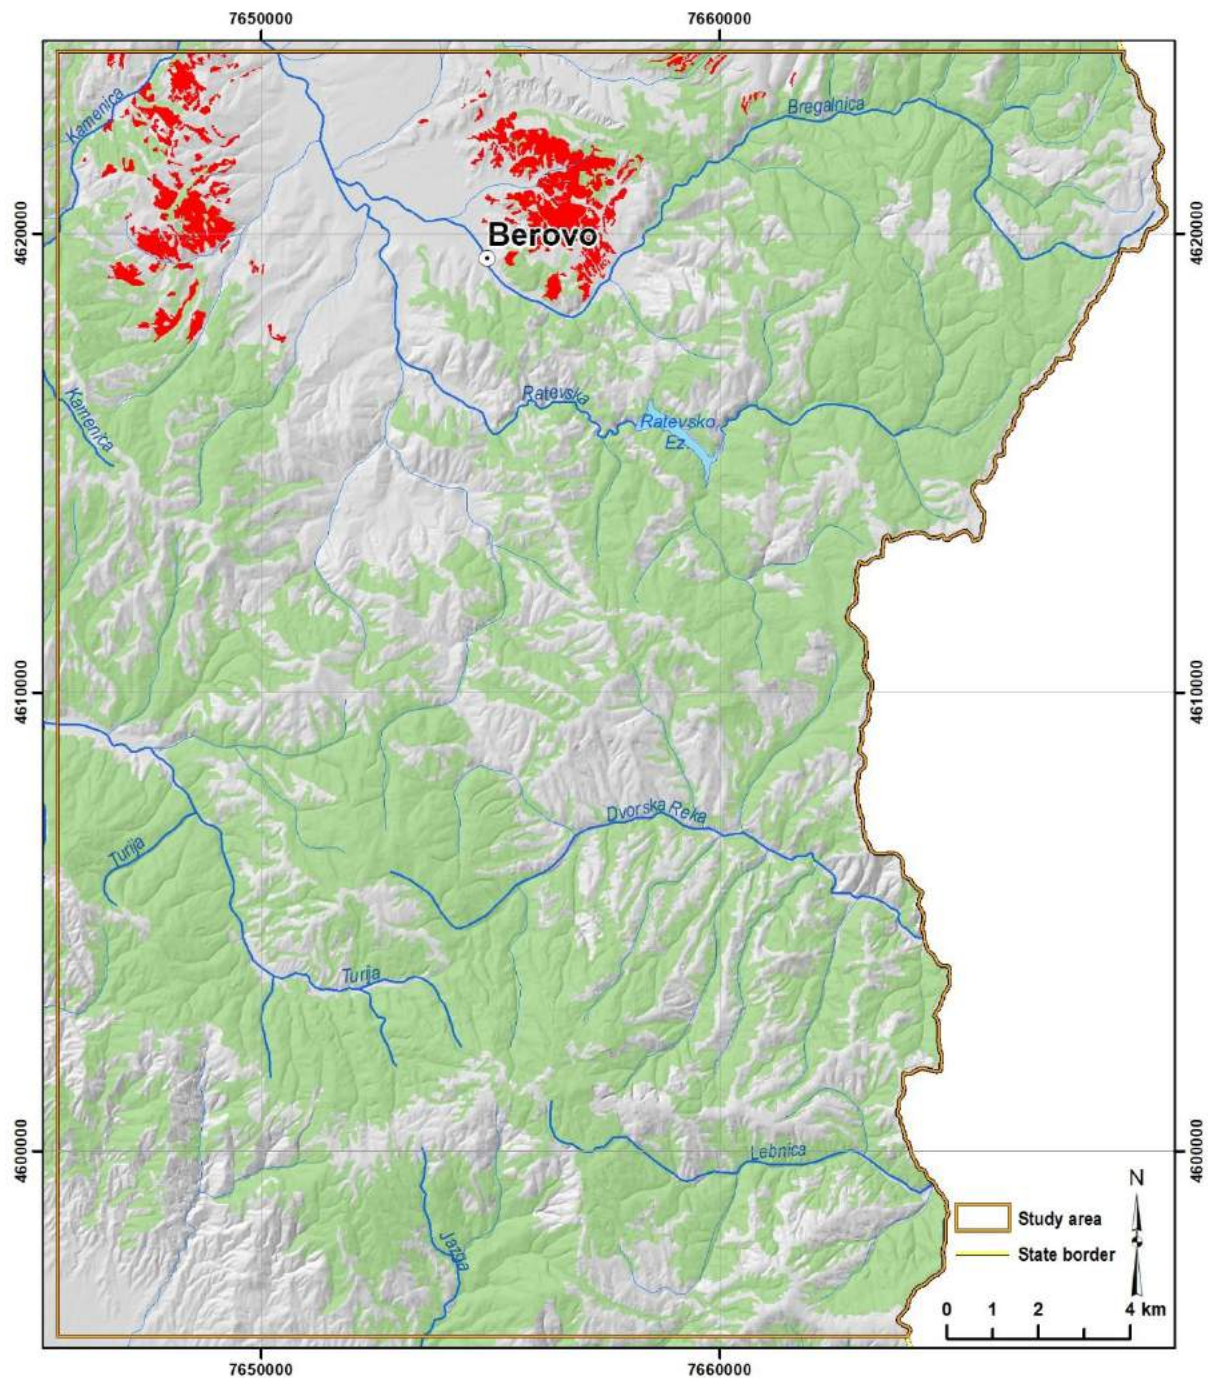 7650000
7660000
Kamenica
Bregalnica
4620000
4620000
Berovo
Kamenica
Ratevska
Ratevsko
Ez.
4610000
4610000
Dvorska Reka
Turija
Turija
4600000
4600000
Lebnica
N
Study area
State border
Jazga
0 1 2 4 km
7650000
7660000